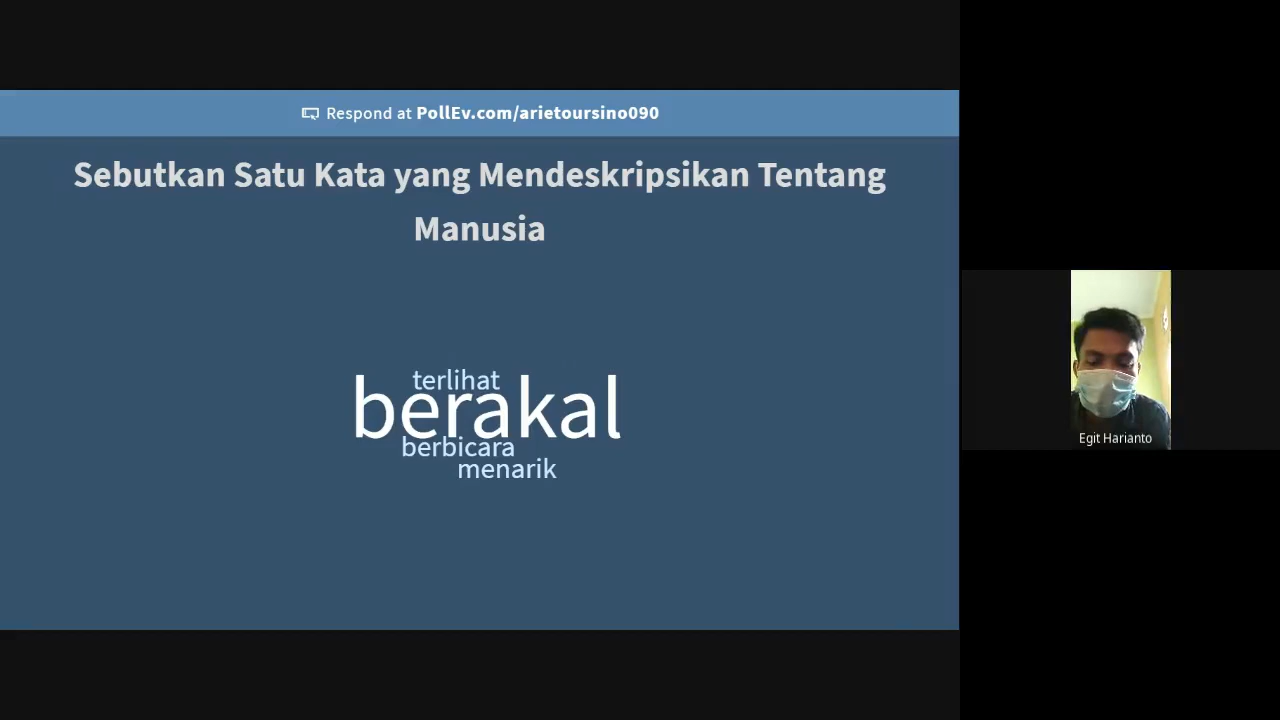 Respond at PollEv.com/arietoursino090
Sebutkan Satu Kata yang Mendeskripsikan Tentang
Manusia
terlihat
berakal
berbicara
menarik
Egit Harianto